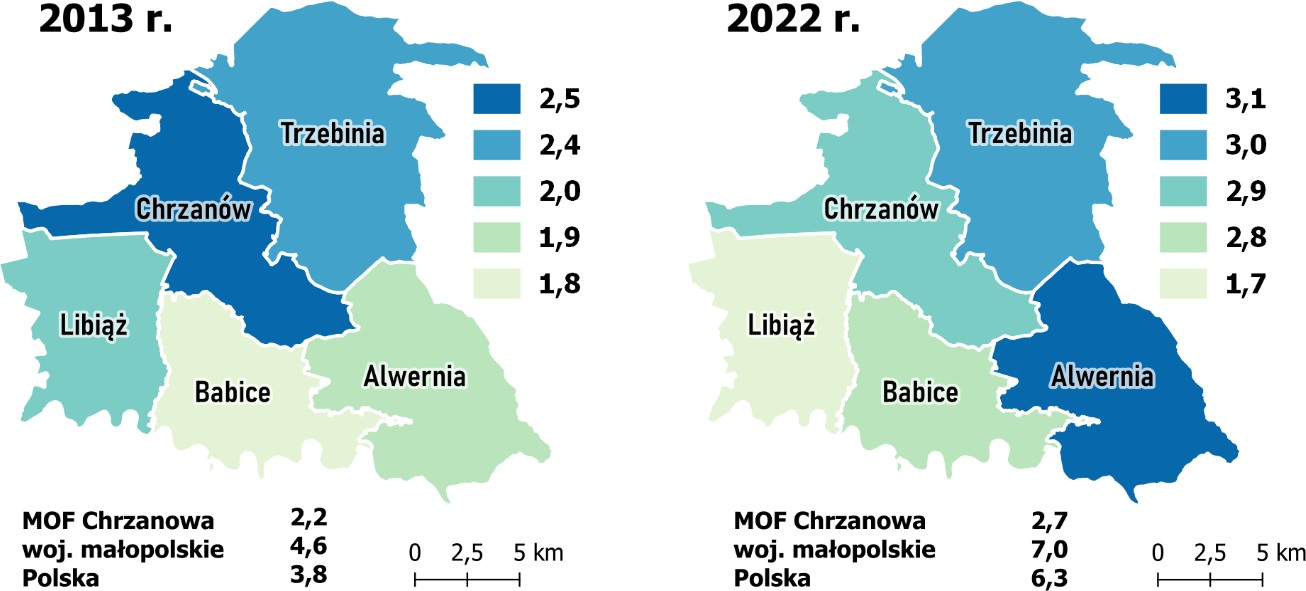 2013 r.
2,5
2,4
2,0
1,9
1,8
Trzebinia
Chrzanów
Libiąż
Babice
Alwernia
MOF Chrzanowa 2,2
woj. małopolskie 4,6
Polska 3,8
0 2,5 5 km
2022 r.
3,1
3,0
2,9
2,8
1,7
Trzebinia
Chrzanów
Libiąż
Babice
Alwernia
MOF Chrzanowa 2,7
woj. małopolskie 7,0
Polska 6,3
0 2,5 5 km